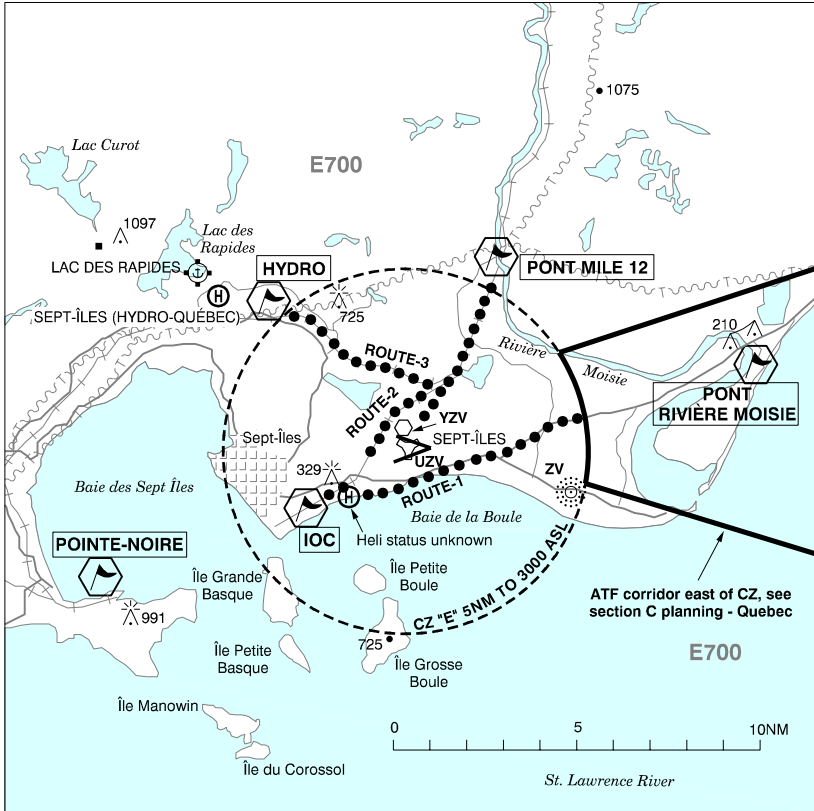 1075
Lac Curot
E700
1097
Lac des
Rapides
LAC DES RAPIDES
HYDRO
PONT MILE 12
SEPT-ÎLES (HYDRO-QUÉBEC)
725
210
ROUTE-3
Rivière
Moisie
ROUTE-2
PONT
RIVIÈRE MOISIE
YZV
Sept-Îles
SEPT-ÎLES
UZV
329
ZV
ROUTE-1
Baie des Sept Îles
H
H
Baie de la Boule
IOC
Heli status unknown
POINTE-NOIRE
Île Grande
Basque
Île Petite
Boule
CZ "E" 5NM TO 3000 ASL
ATF corridor east of CZ, see
section C planning - Quebec
991
725
Île Petite
Basque
Île Grosse
Boule
E700
Île Manowin
0
5
10NM
Île du Corossol
St. Lawrence River